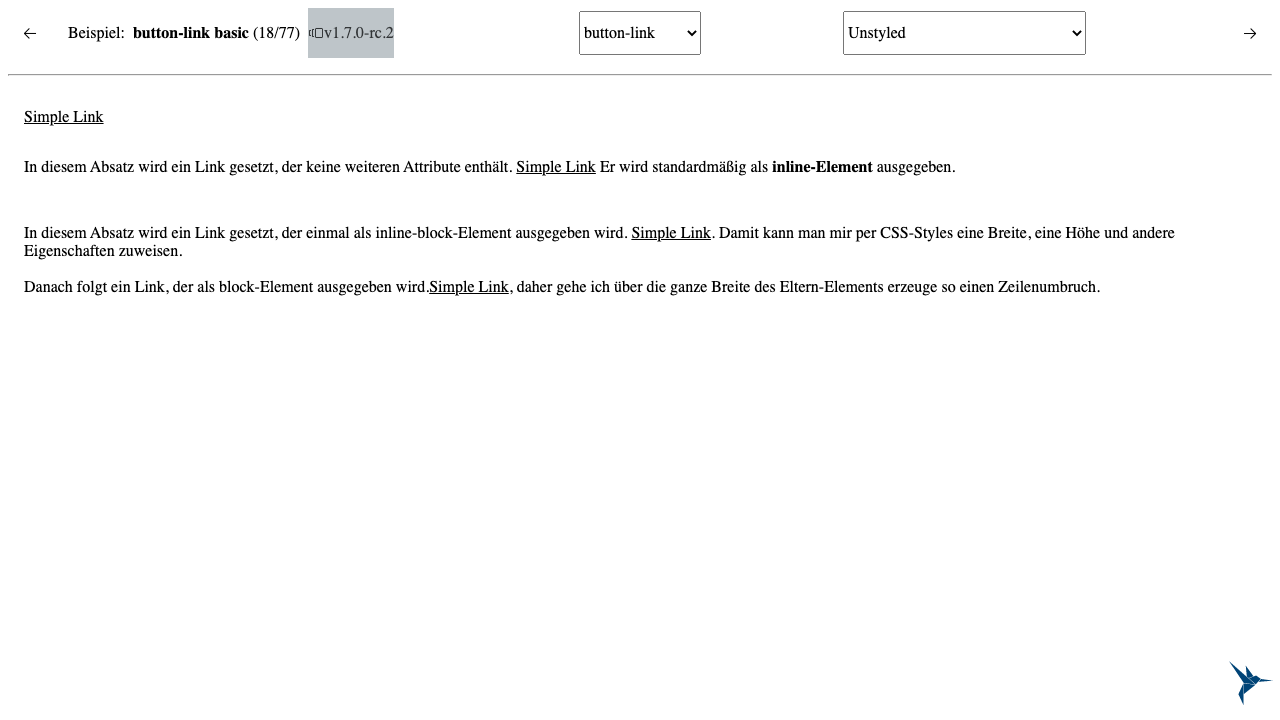 ← Beispiel: button-link basic (18/77) v1.7.0-rc.2 button-link Unstyled →
Simple Link
In diesem Absatz wird ein Link gesetzt, der keine weiteren Attribute enthält. Simple Link Er wird standardmäßig als inline-Element ausgegeben.
In diesem Absatz wird ein Link gesetzt, der einmal als inline-block-Element ausgegeben wird. Simple Link. Damit kann man mir per CSS-Styles eine Breite, eine Höhe und andere
Eigenschaften zuweisen.
Danach folgt ein Link, der als block-Element ausgegeben wird.Simple Link, daher gehe ich über die ganze Breite des Eltern-Elements erzeuge so einen Zeilenumbruch.